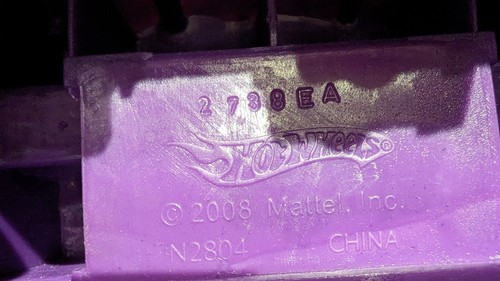 2738EA
Hot Wheels®
© 2008 Mattel, Inc.
N2804 CHINA